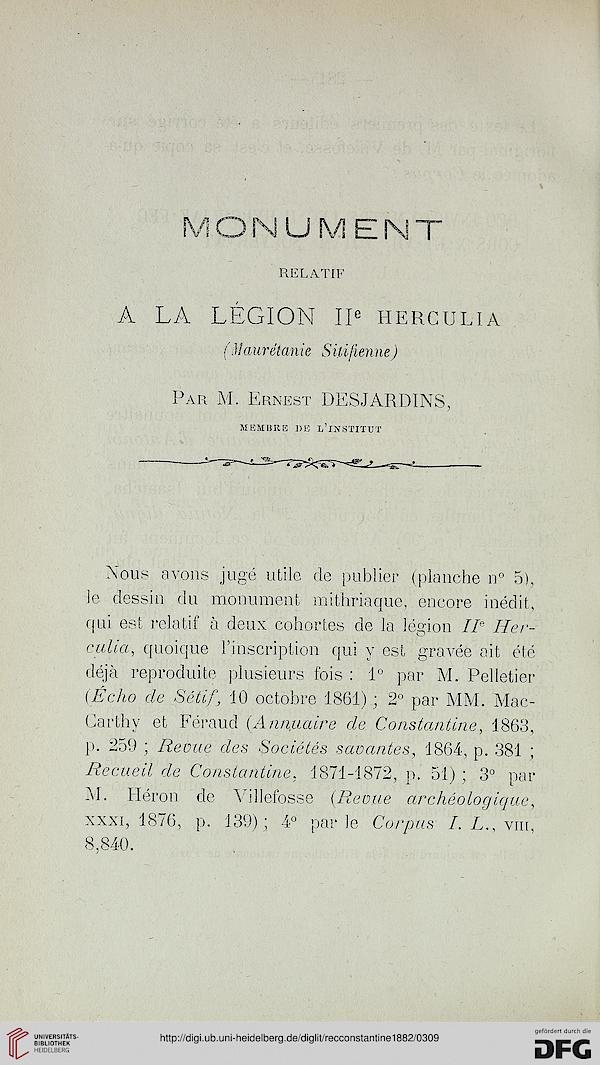 MONUMENT
RELATIF
A LA LÉGION IIe HERCULIA
(Maurétanie Sitifienne)
PAR M. ERNEST DESJARDINS,
MEMBRE DE L'INSTITUT
Nous avons jugé utile de publier (planche n° 5),
le dessin du monument mithriaque, encore inédit,
qui est relatif à deux cohortes de la légion IIe Her-
culia, quoique l'inscription qui y est gravée ait été
déjà reproduite plusieurs fois : 1° par M. Pelletier
(Écho de Sétif, 10 octobre 1861) ; 2° par MM. Mac-
Carthy et Féraud (Annuaire de Constantine, 1863,
p. 259 ; Revue des Sociétés savantes, 1864, p. 381 ;
Recueil de Constantine, 1871-1872, p. 51) ; 3° par
M. Héron de Villefosse (Revue archéologique,
XXXI, 1876, p. 139) ; 4° par le Corpus I. L., VIII,
8,840.
UNIVERSITÄTS-
BIBLIOTHEK
HEIDELBERG
http://digi.ub.uni-heidelberg.de/diglit/recconstantine1882/0309
gefördert durch die
DFG